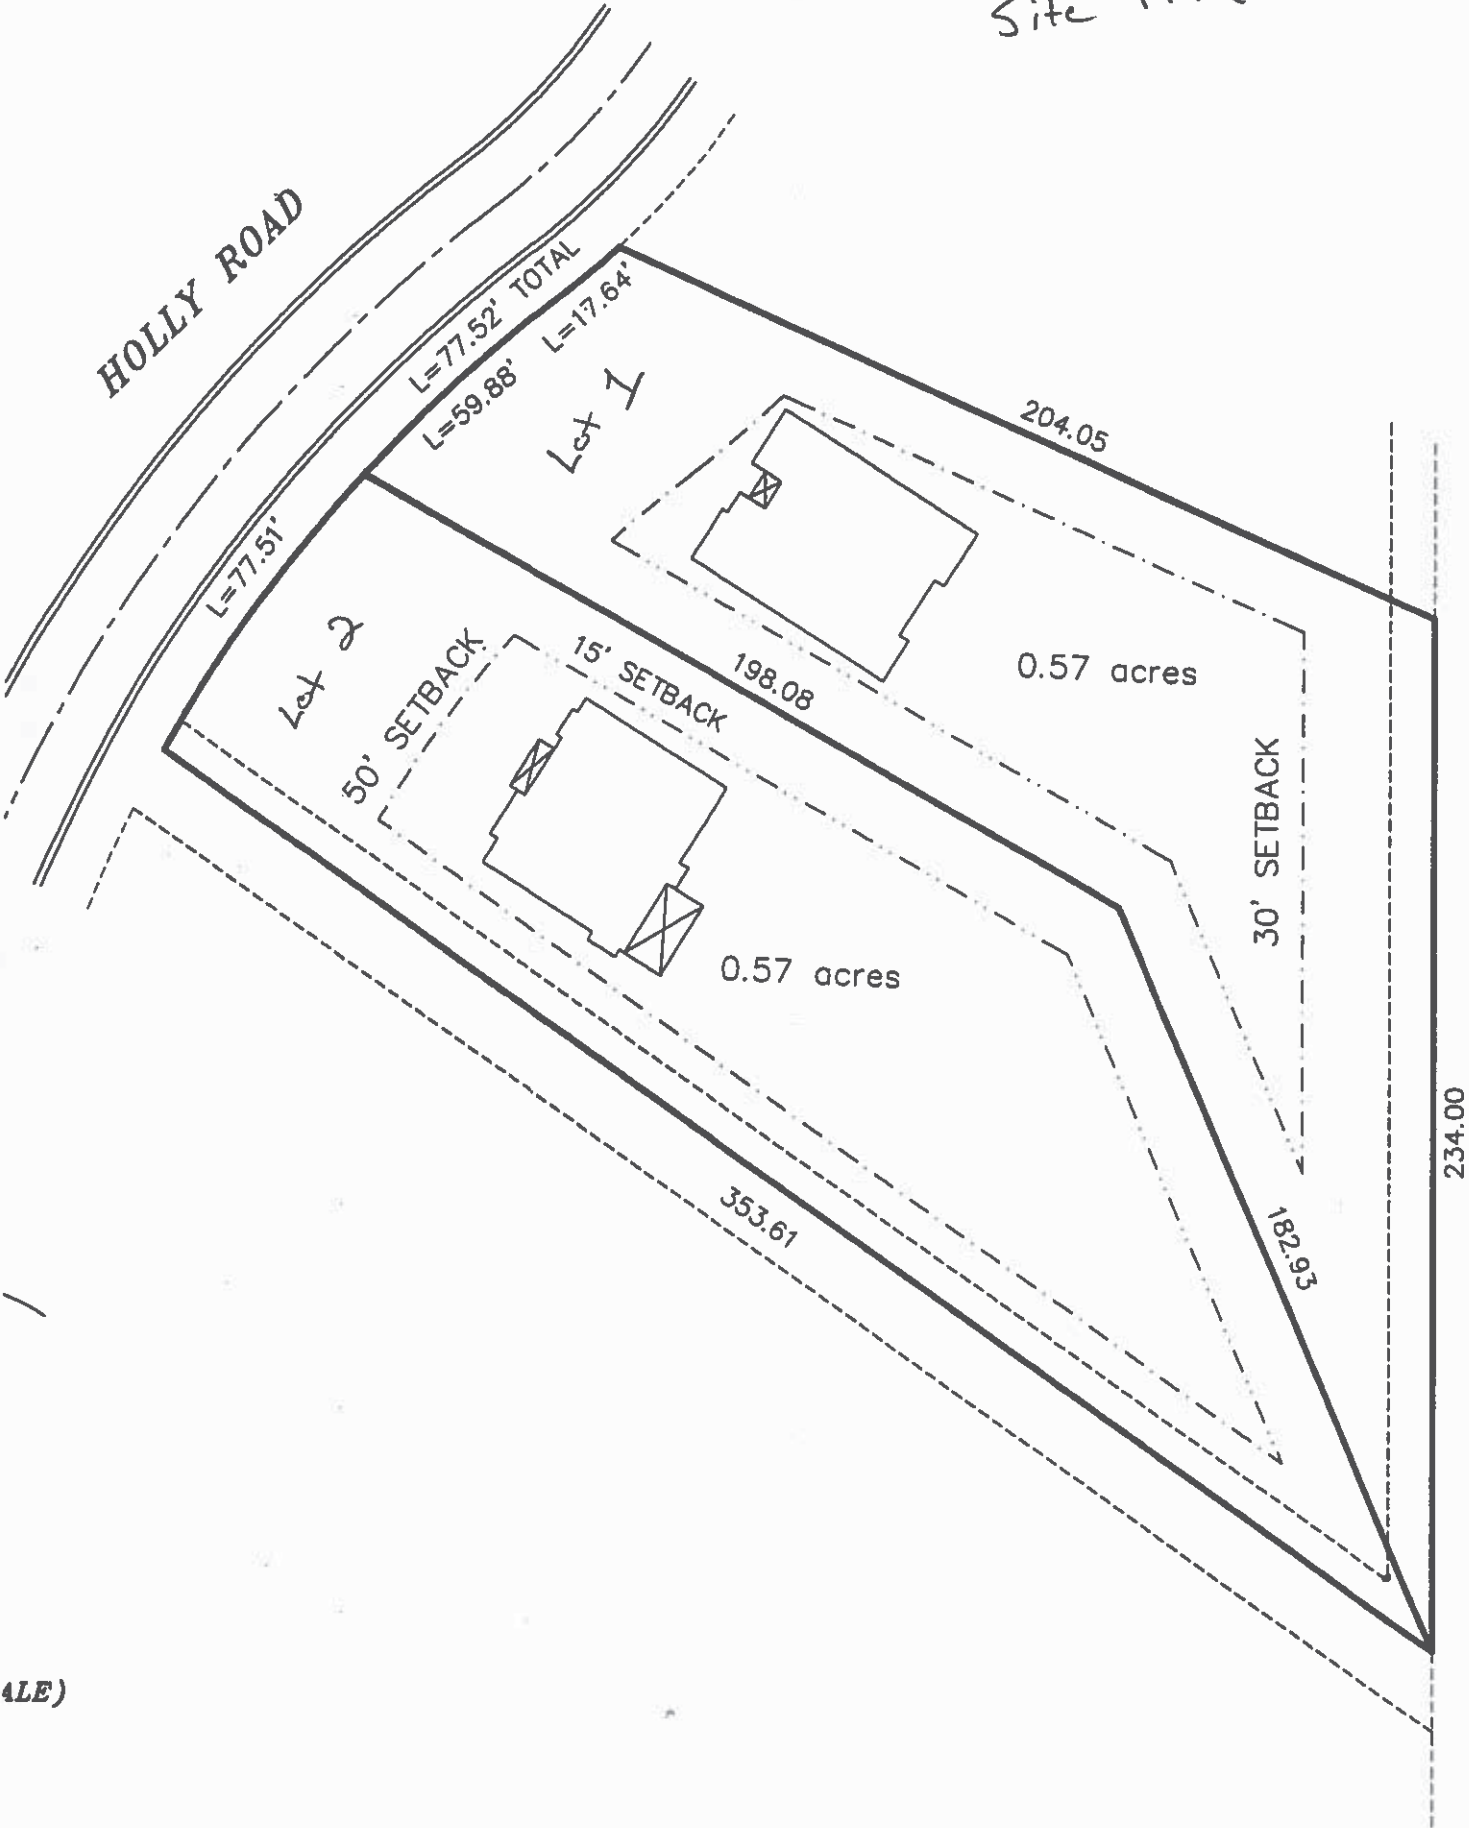 Site
HOLLY ROAD
L=77.52' TOTAL
L=17.64'
L=59.88'
Lot 1
204.05
L=77.51'
Lot 2
50' SETBACK
15' SETBACK
198.08
0.57 acres
30' SETBACK
0.57 acres
234.00
182.93
353.61
ALE)